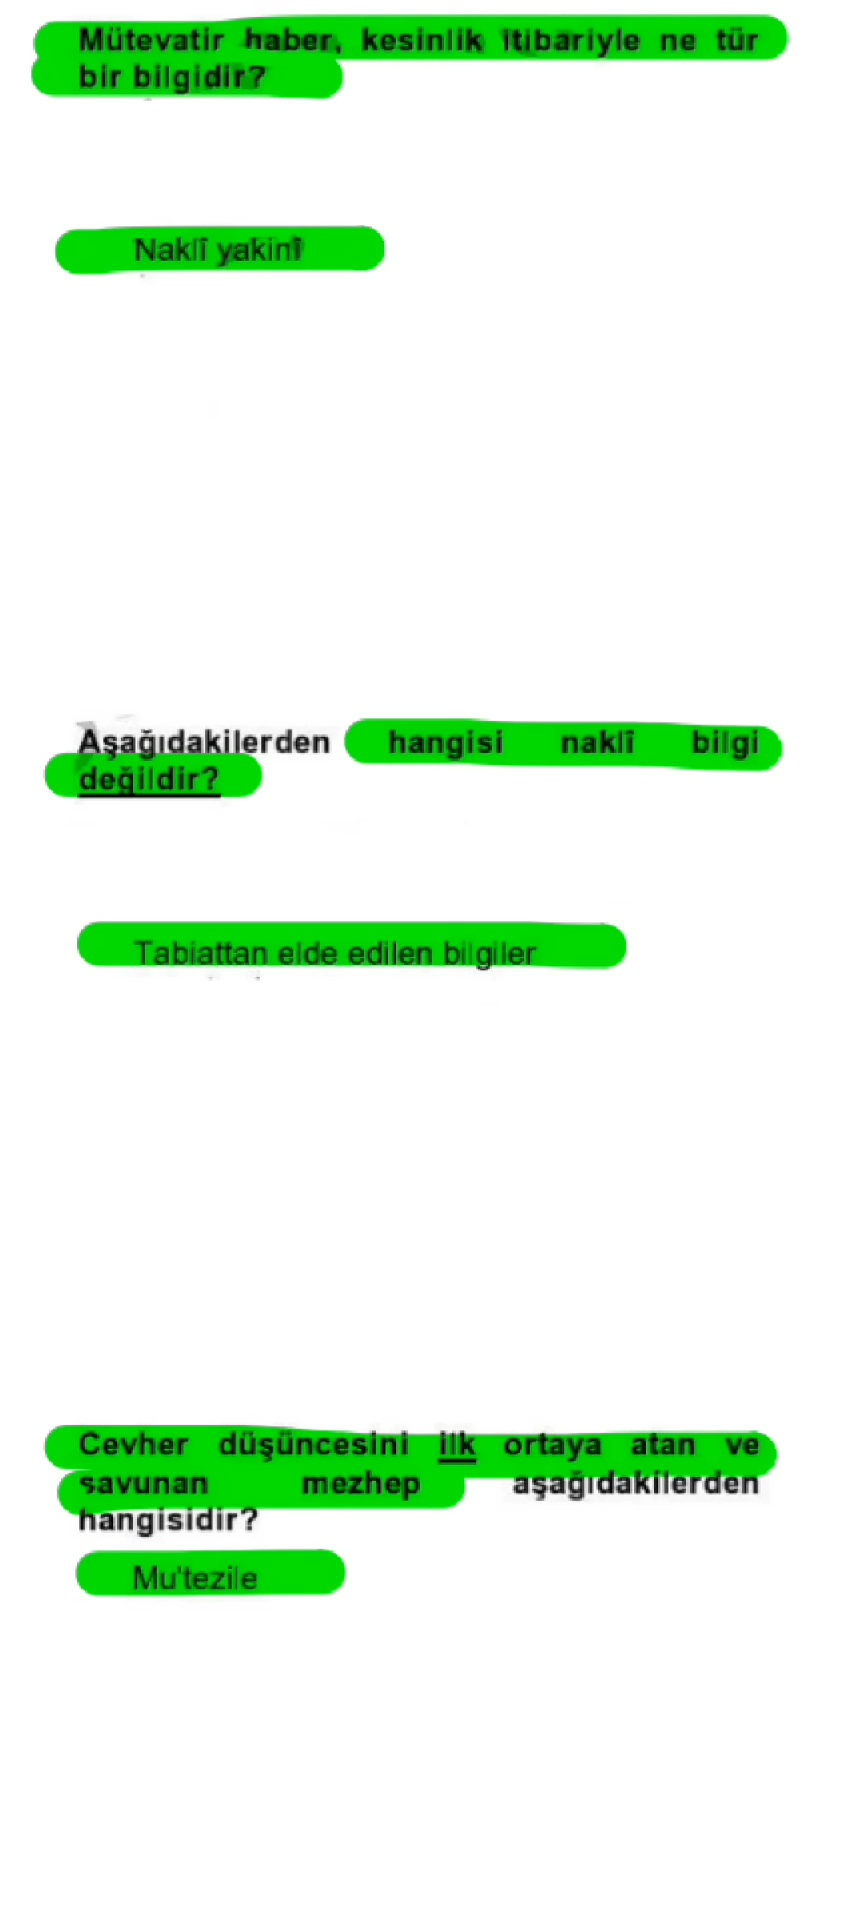 Mütevatir haber, kesinlik itibariyle ne tür
bir bilgidir?
Naklî yakinî
Aşağıdakilerden hangisi naklî bilgi
değildir?
Tabiattan elde edilen bilgiler
Cevher düşüncesini ilk ortaya atan ve
savunan mezhep aşağıdakilerden
hangisidir?
Mu'tezile